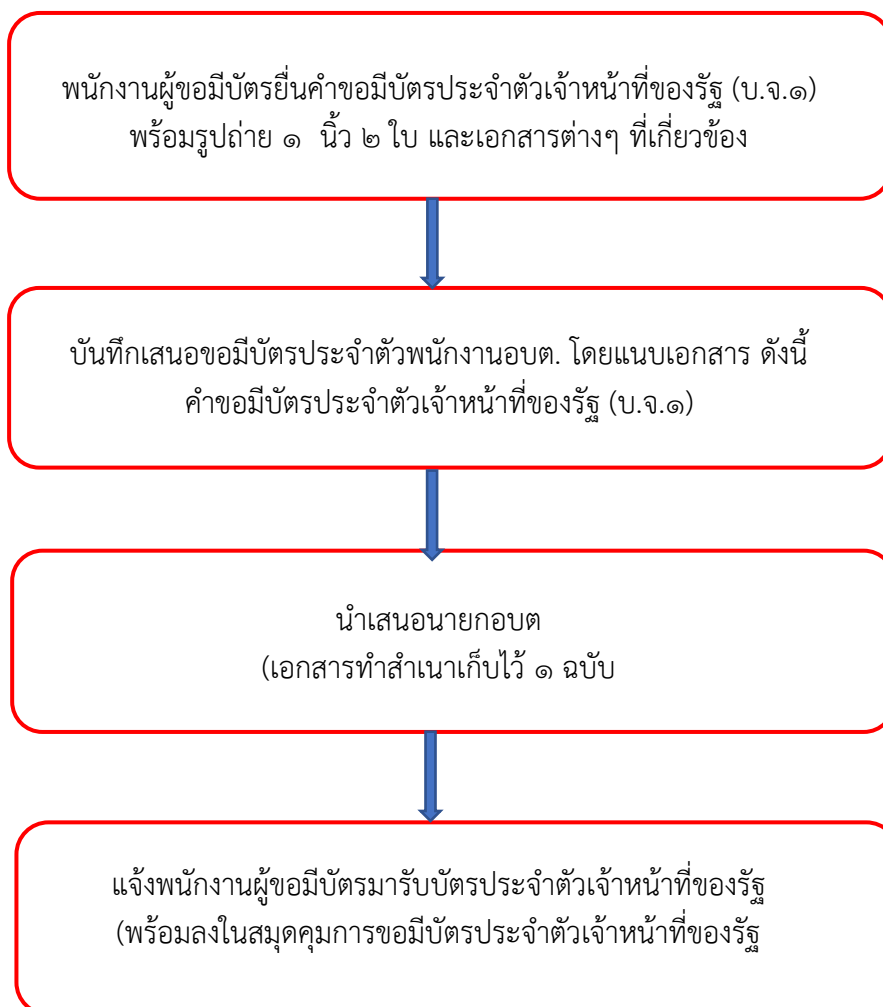 พนักงานผู้ขอมีบัตรยื่นคำขอมีบัตรประจำตัวเจ้าหน้าที่ของรัฐ (บ.จ.๑)
พร้อมรูปถ่าย ๑ นิ้ว ๒ ใบ และเอกสารต่างๆ ที่เกี่ยวข้อง
บันทึกเสนอขอมีบัตรประจำตัวพนักงานอบต. โดยแนบเอกสาร ดังนี้
คำขอมีบัตรประจำตัวเจ้าหน้าที่ของรัฐ (บ.จ.๑)
นำเสนอนายกอบต
(เอกสารทำสำเนาเก็บไว้ ๑ ฉบับ
แจ้งพนักงานผู้ขอมีบัตรมารับบัตรประจำตัวเจ้าหน้าที่ของรัฐ
(พร้อมลงในสมุดคุมการขอมีบัตรประจำตัวเจ้าหน้าที่ของรัฐ